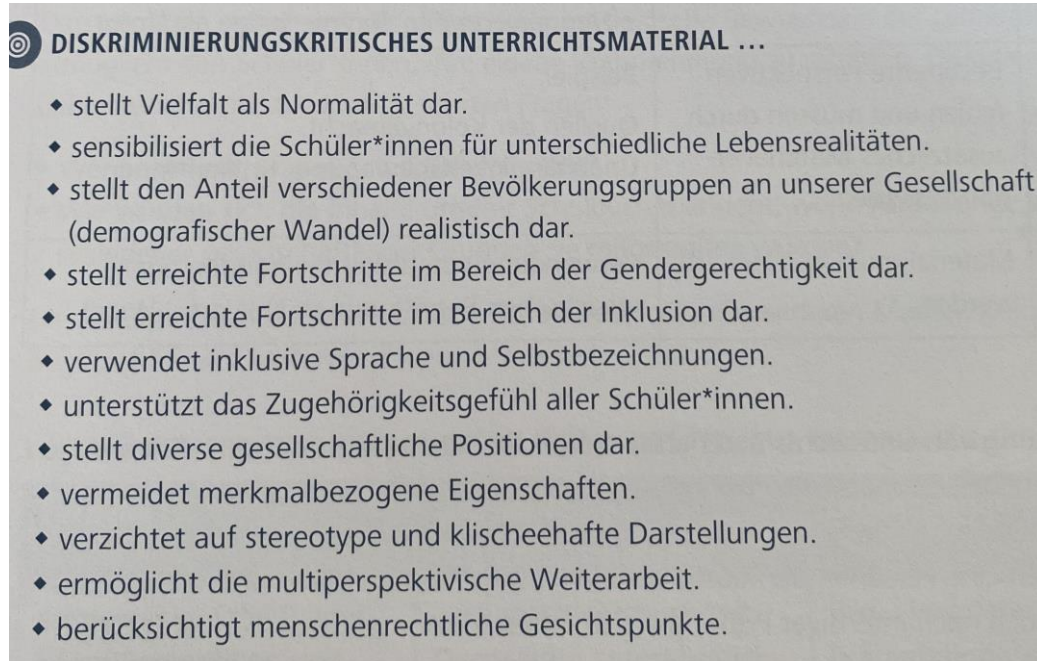 DISKRIMINIERUNGSKRITISCHES UNTERRICHTSMATERIAL ...
◆ stellt Vielfalt als Normalität dar.
◆ sensibilisiert die Schüler*innen für unterschiedliche Lebensrealitäten.
◆ stellt den Anteil verschiedener Bevölkerungsgruppen an unserer Gesellschaft
(demografischer Wandel) realistisch dar.
◆ stellt erreichte Fortschritte im Bereich der Gendergerechtigkeit dar.
◆ stellt erreichte Fortschritte im Bereich der Inklusion dar.
◆ verwendet inklusive Sprache und Selbstbezeichnungen.
◆ unterstützt das Zugehörigkeitsgefühl aller Schüler*innen.
◆ stellt diverse gesellschaftliche Positionen dar.
◆ vermeidet merkmalbezogene Eigenschaften.
◆ verzichtet auf stereotype und klischeehafte Darstellungen.
◆ ermöglicht die multiperspektivische Weiterarbeit.
◆ berücksichtigt menschenrechtliche Gesichtspunkte.